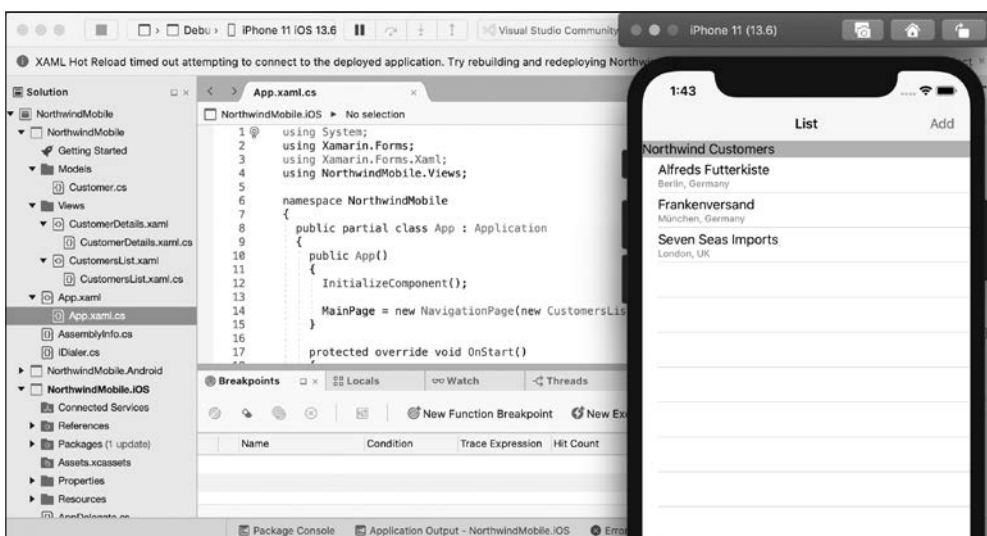 Debu › iPhone 11 iOS 13.6
Visual Studio Community
XAML Hot Reload timed out attempting to connect to the deployed application. Try rebuilding and redeploying
Solution
NorthwindMobile
NorthwindMobile
Getting Started
Models
Customer.cs
Views
CustomerDetails.xaml
CustomerDetails.xaml.cs
CustomersList.xaml
CustomersList.xaml.cs
App.xaml
App.xaml.cs
AssemblyInfo.cs
IDialer.cs
NorthwindMobile.Android
NorthwindMobile.iOS
Connected Services
References
Packages (1 update)
Assets.xcassets
Properties
Resources
App.xaml.cs
NorthwindMobile.iOS ▸ No selection
1 using System;
2 using Xamarin.Forms;
3 using Xamarin.Forms.Xaml;
4 using NorthwindMobile.Views;
5
6 namespace NorthwindMobile
7 {
8 public partial class App : Application
9 {
10 public App()
11 {
12 InitializeComponent();
13
14 MainPage = new NavigationPage(new CustomersLis
15 }
16
17 protected override void OnStart()
Breakpoints
Locals
Watch
Threads
New Function Breakpoint
New Ex
Name Condition Trace Expression Hit Count
Package Console
Application Output - NorthwindMobile.iOS
Erro
iPhone 11 (13.6)
1:43
List
Add
Northwind Customers
Alfreds Futterkiste
Berlin, Germany
Frankenversand
München, Germany
Seven Seas Imports
London, UK